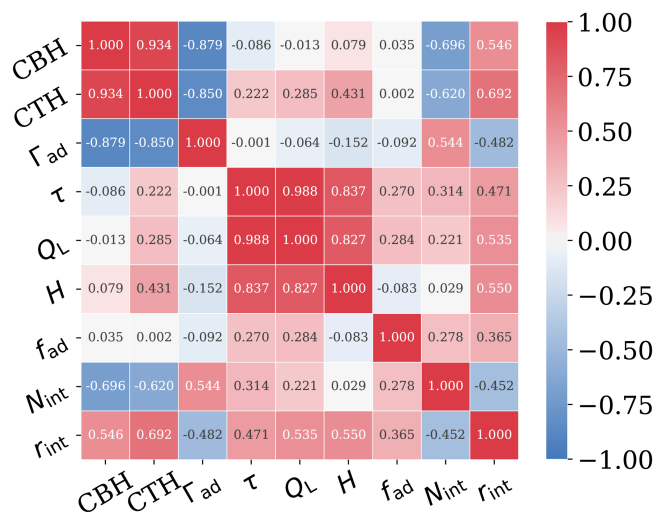 CBH 1.000 0.934 -0.879 -0.086 -0.013 0.079 0.035 -0.696 0.546
CTH 0.934 1.000 -0.850 0.222 0.285 0.431 0.002 -0.620 0.692
Γad -0.879 -0.850 1.000 -0.001 -0.064 -0.152 -0.092 0.544 -0.482
τ -0.086 0.222 -0.001 1.000 0.988 0.837 0.270 0.314 0.471
QL -0.013 0.285 -0.064 0.988 1.000 0.827 0.284 0.221 0.535
H 0.079 0.431 -0.152 0.837 0.827 1.000 -0.083 0.029 0.550
fad 0.035 0.002 -0.092 0.270 0.284 -0.083 1.000 0.278 0.365
Nint -0.696 -0.620 0.544 0.314 0.221 0.029 0.278 1.000 -0.452
rint 0.546 0.692 -0.482 0.471 0.535 0.550 0.365 -0.452 1.000
CBH CTH Γad τ QL H fad Nint rint
1.00
0.75
0.50
0.25
0.00
−0.25
−0.50
−0.75
−1.00